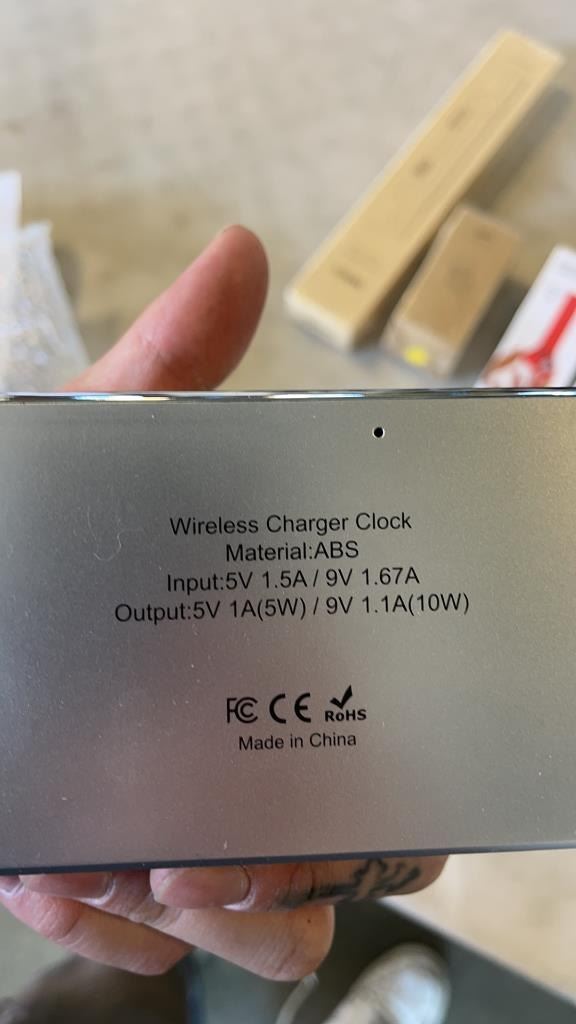 Wireless Charger Clock
Material:ABS
Input:5V 1.5A / 9V 1.67A
Output:5V 1A(5W) / 9V 1.1A(10W)
FC CE RoHS
Made in China